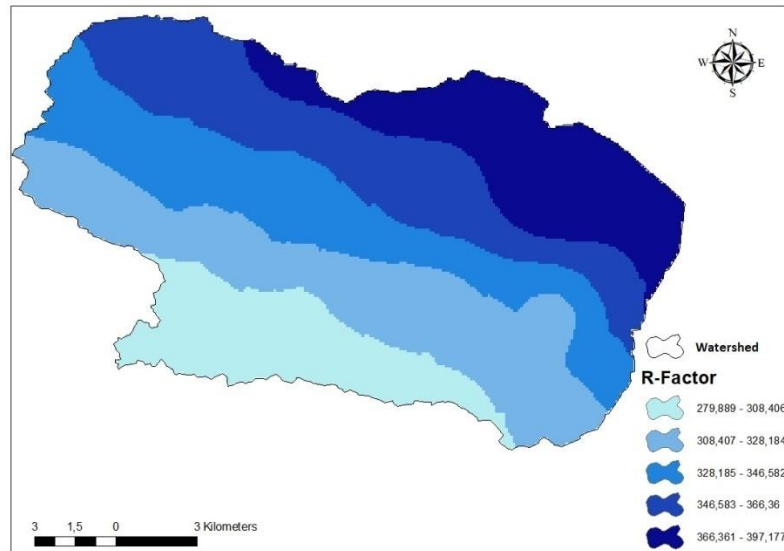 N
W E
S
Watershed
R-Factor
279,889 - 308,406
308,407 - 328,184
328,185 - 346,582
346,583 - 366,36
366,361 - 397,177
3 1,5 0 3 Kilometers